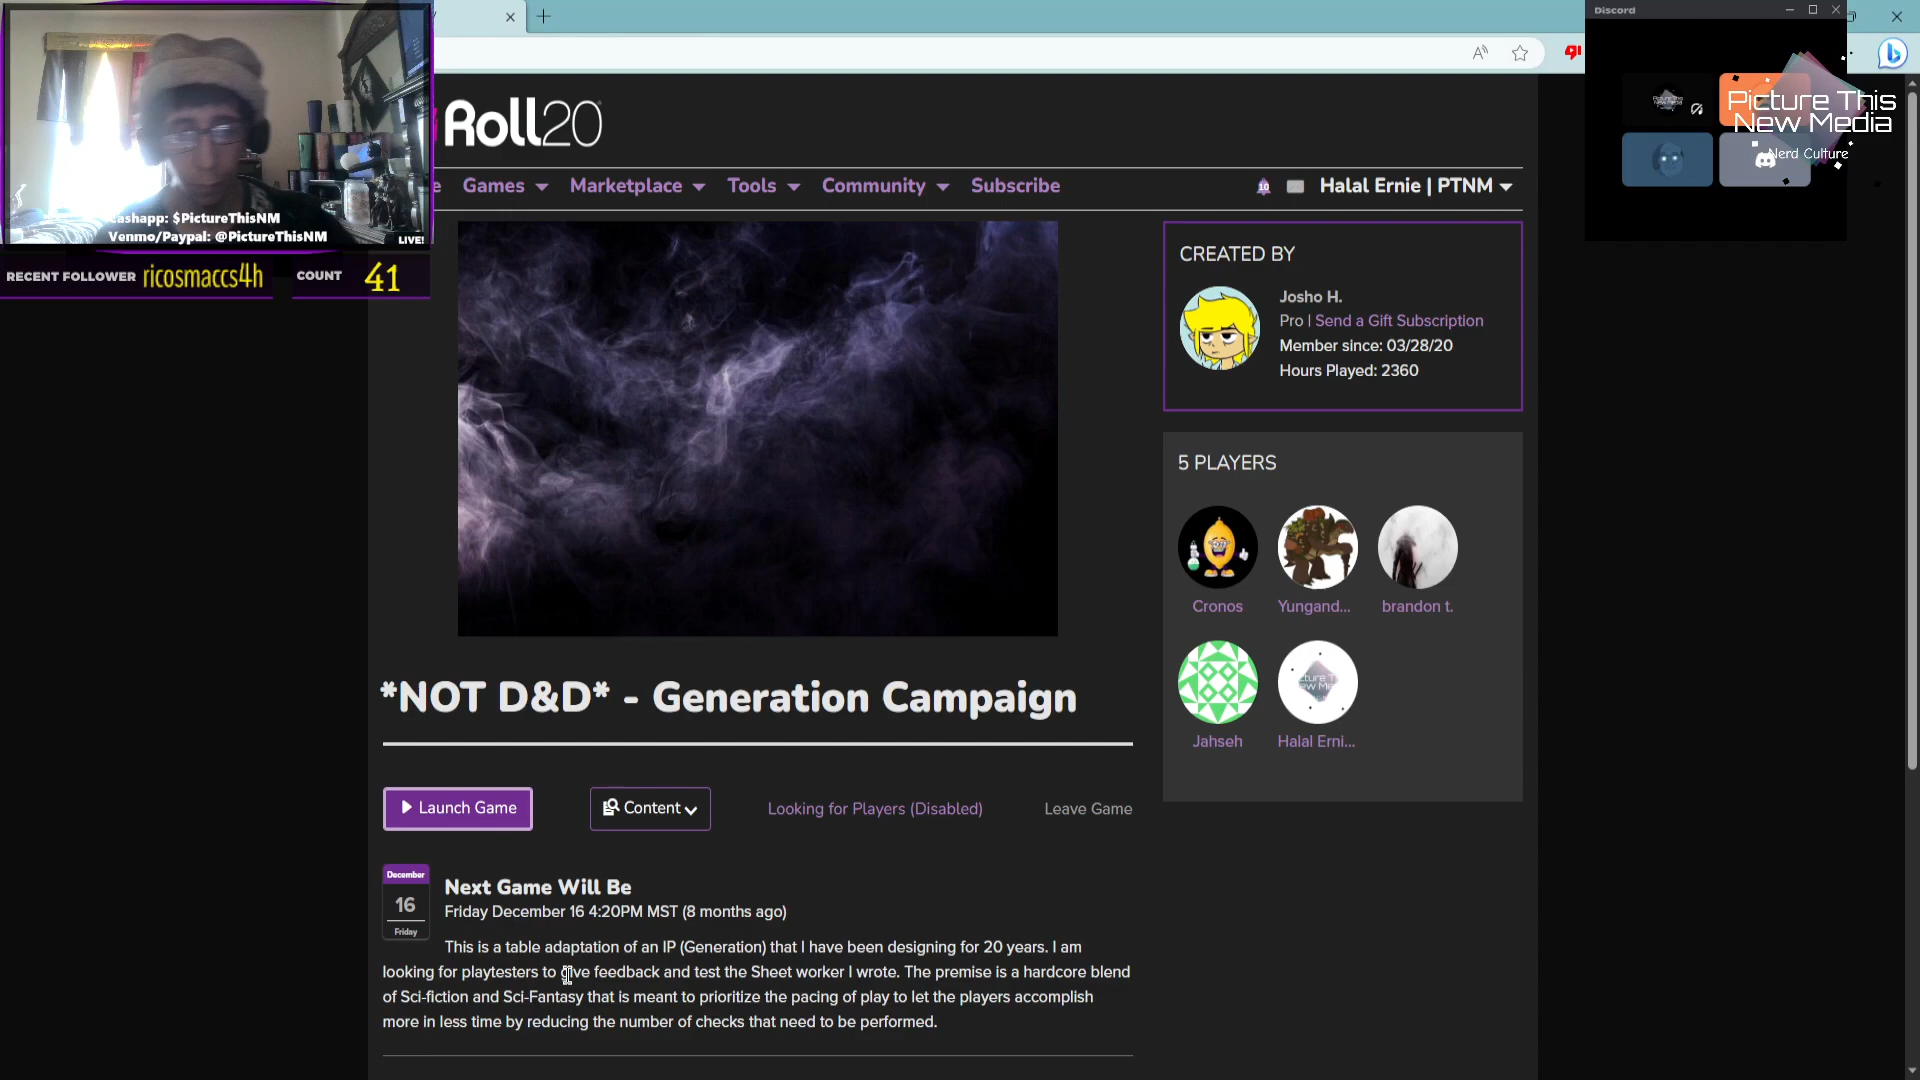 Discord
Picture This
New Media
Nerd Culture
Cashapp: $PictureThisNM
Venmo/Paypal: @PictureThisNM
LIVE!
RECENT FOLLOWER ricosmaccs4h COUNT 41
Roll20
Games Marketplace Tools Community Subscribe
10
Halal Ernie | PTNM
CREATED BY
Josho H.
Pro | Send a Gift Subscription
Member since: 03/28/20
Hours Played: 2360
5 PLAYERS
Cronos Yungand... brandon t.
Jahseh Halal Erni...
*NOT D&D* - Generation Campaign
Launch Game Content Looking for Players (Disabled) Leave Game
December
16
Friday
Next Game Will Be
Friday December 16 4:20PM MST (8 months ago)
This is a table adaptation of an IP (Generation) that I have been designing for 20 years. I am
looking for playtesters to give feedback and test the Sheet worker I wrote. The premise is a hardcore blend
of Sci-fiction and Sci-Fantasy that is meant to prioritize the pacing of play to let the players accomplish
more in less time by reducing the number of checks that need to be performed.